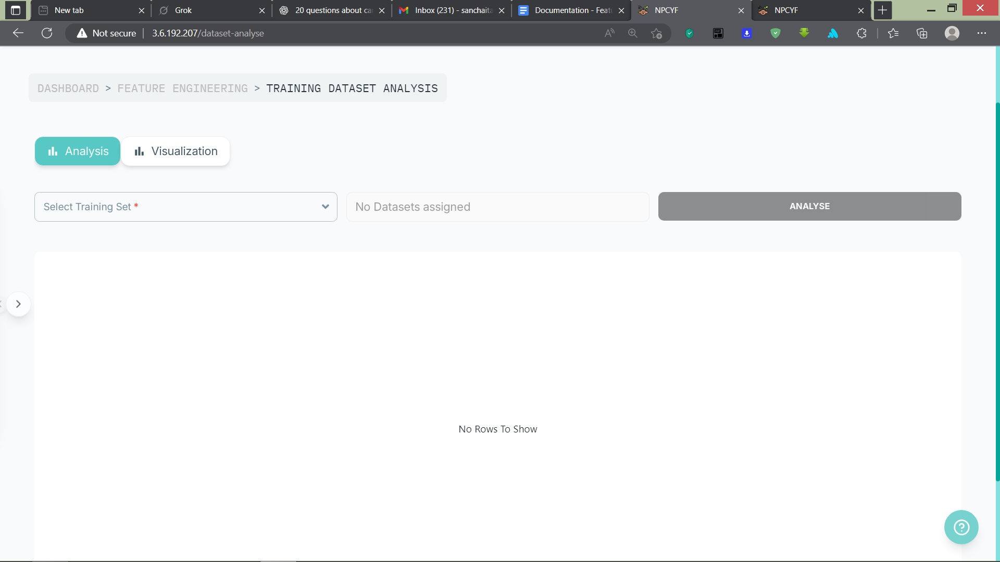 New tab
Grok
20 questions about ca
Inbox (231) - sanchaita
Documentation - Feat
NPCYF
NPCYF
Not secure
3.6.192.207/dataset-analyse
DASHBOARD > FEATURE ENGINEERING > TRAINING DATASET ANALYSIS
Analysis
Visualization
Select Training Set *
No Datasets assigned
ANALYSE
No Rows To Show